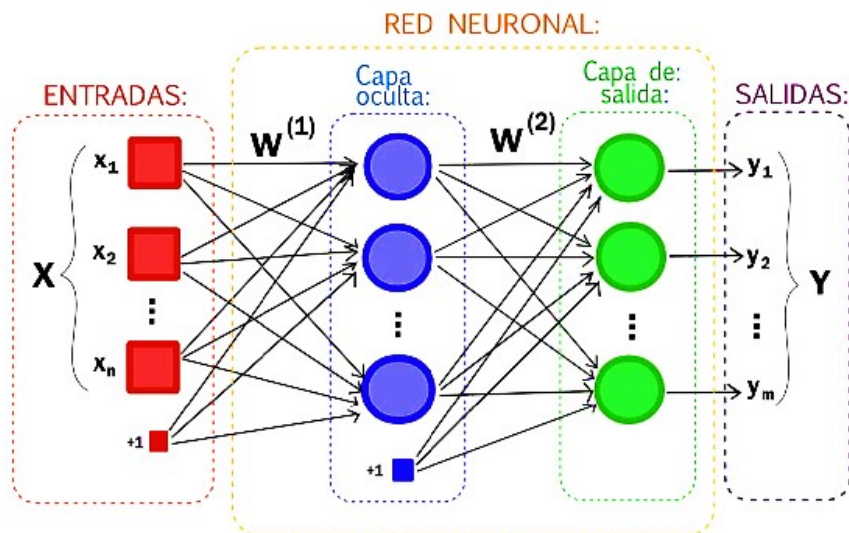 RED NEURONAL:
ENTRADAS:
Capa
oculta:
Capa de:
salida:
SALIDAS:
W(1)
W(2)
x1
x2
⋮
xn
+1
X
⋮
+1
⋮
y1
y2
⋮
ym
Y